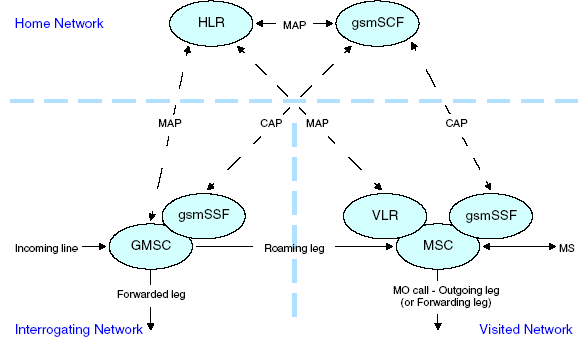 Home Network
HLR
MAP
gsmSCF
MAP
CAP
MAP
CAP
gsmSSF
VLR
gsmSSF
Incoming line
GMSC
Roaming leg
MSC
MS
Forwarded leg
MO call - Outgoing leg
(or Forwarding leg)
Interrogating Network
Visited Network